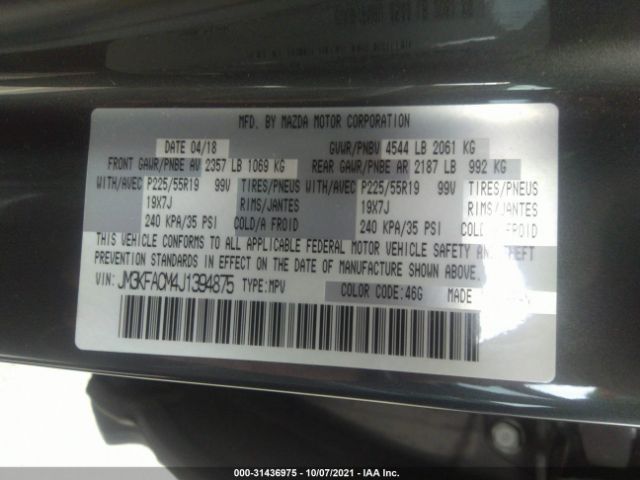 MFD. BY MAZDA MOTOR CORPORATION
DATE 04/18 GVWR/PNBV 4544 LB 2061 KG
FRONT GAWR/PNBE AV 2357 LB 1069 KG REAR GAWR/PNBE AR 2187 LB 992 KG
WITH/AVEC P225/55R19 99V TIRES/PNEUS WITH/AVEC P225/55R19 99V TIRES/PNEUS
19X7J RIMS/JANTES 19X7J RIMS/JANTES
240 KPA/35 PSI COLD/A FROID 240 KPA/35 PSI COLD/A FROID
THIS VEHICLE CONFORMS TO ALL APPLICABLE FEDERAL MOTOR VEHICLE SAFETY AND THEFT
PREVENTION STANDARDS IN EFFECT ON THE DATE OF MANUFACTURE SHOWN ABOVE.
VIN: JM3KFACM4J1394875 TYPE:MPV COLOR CODE:46G MADE
000-31436975 - 10/07/2021 - IAA Inc.